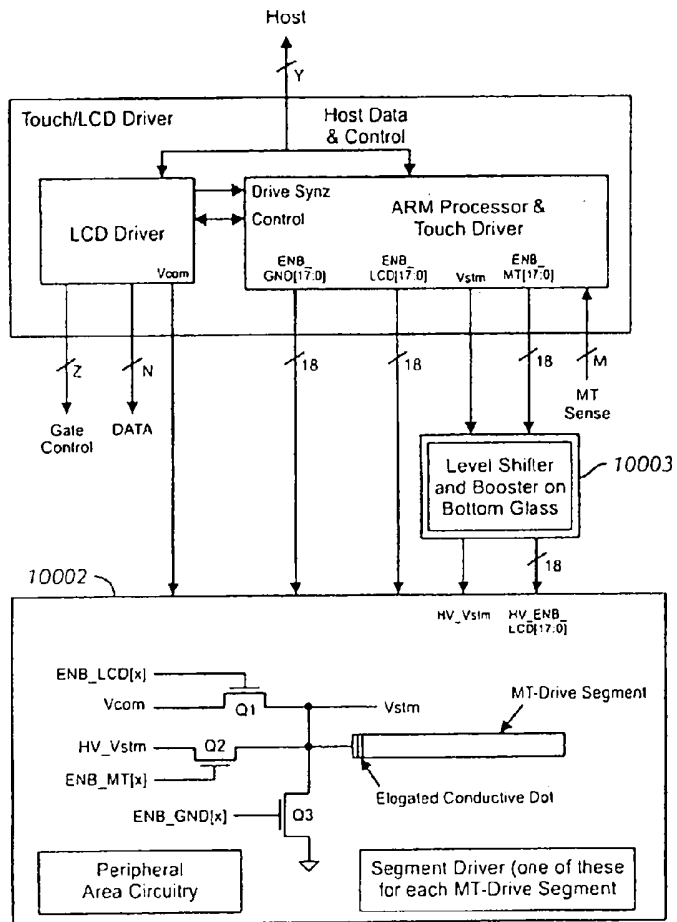 Host
Y
Touch/LCD Driver
Host Data
& Control
LCD Driver
Vcom
Drive Synz
Control
ARM Processor &
Touch Driver
ENB_
GND[17:0]
ENB_
LCD[17:0]
Vstm
ENB_
MT[17:0]
Z
N
18
18
18
M
Gate
Control
DATA
MT
Sense
Level Shifter
and Booster on
Bottom Glass
10003
18
10002
HV_Vstm
HV_ENB_
LCD[17:0]
ENB_LCD[x]
Vcom
Q1
Vstm
MT-Drive Segment
HV_Vstm
Q2
ENB_MT[x]
Elogated Conductive Dot
ENB_GND[x]
Q3
Peripheral
Area Circuitry
Segment Driver (one of these
for each MT-Drive Segment